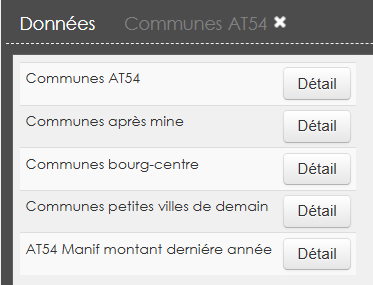 Données Communes AT54 ✖
Communes AT54 Détail
Communes après mine Détail
Communes bourg-centre Détail
Communes petites villes de demain Détail
AT54 Manif montant derniére année Détail